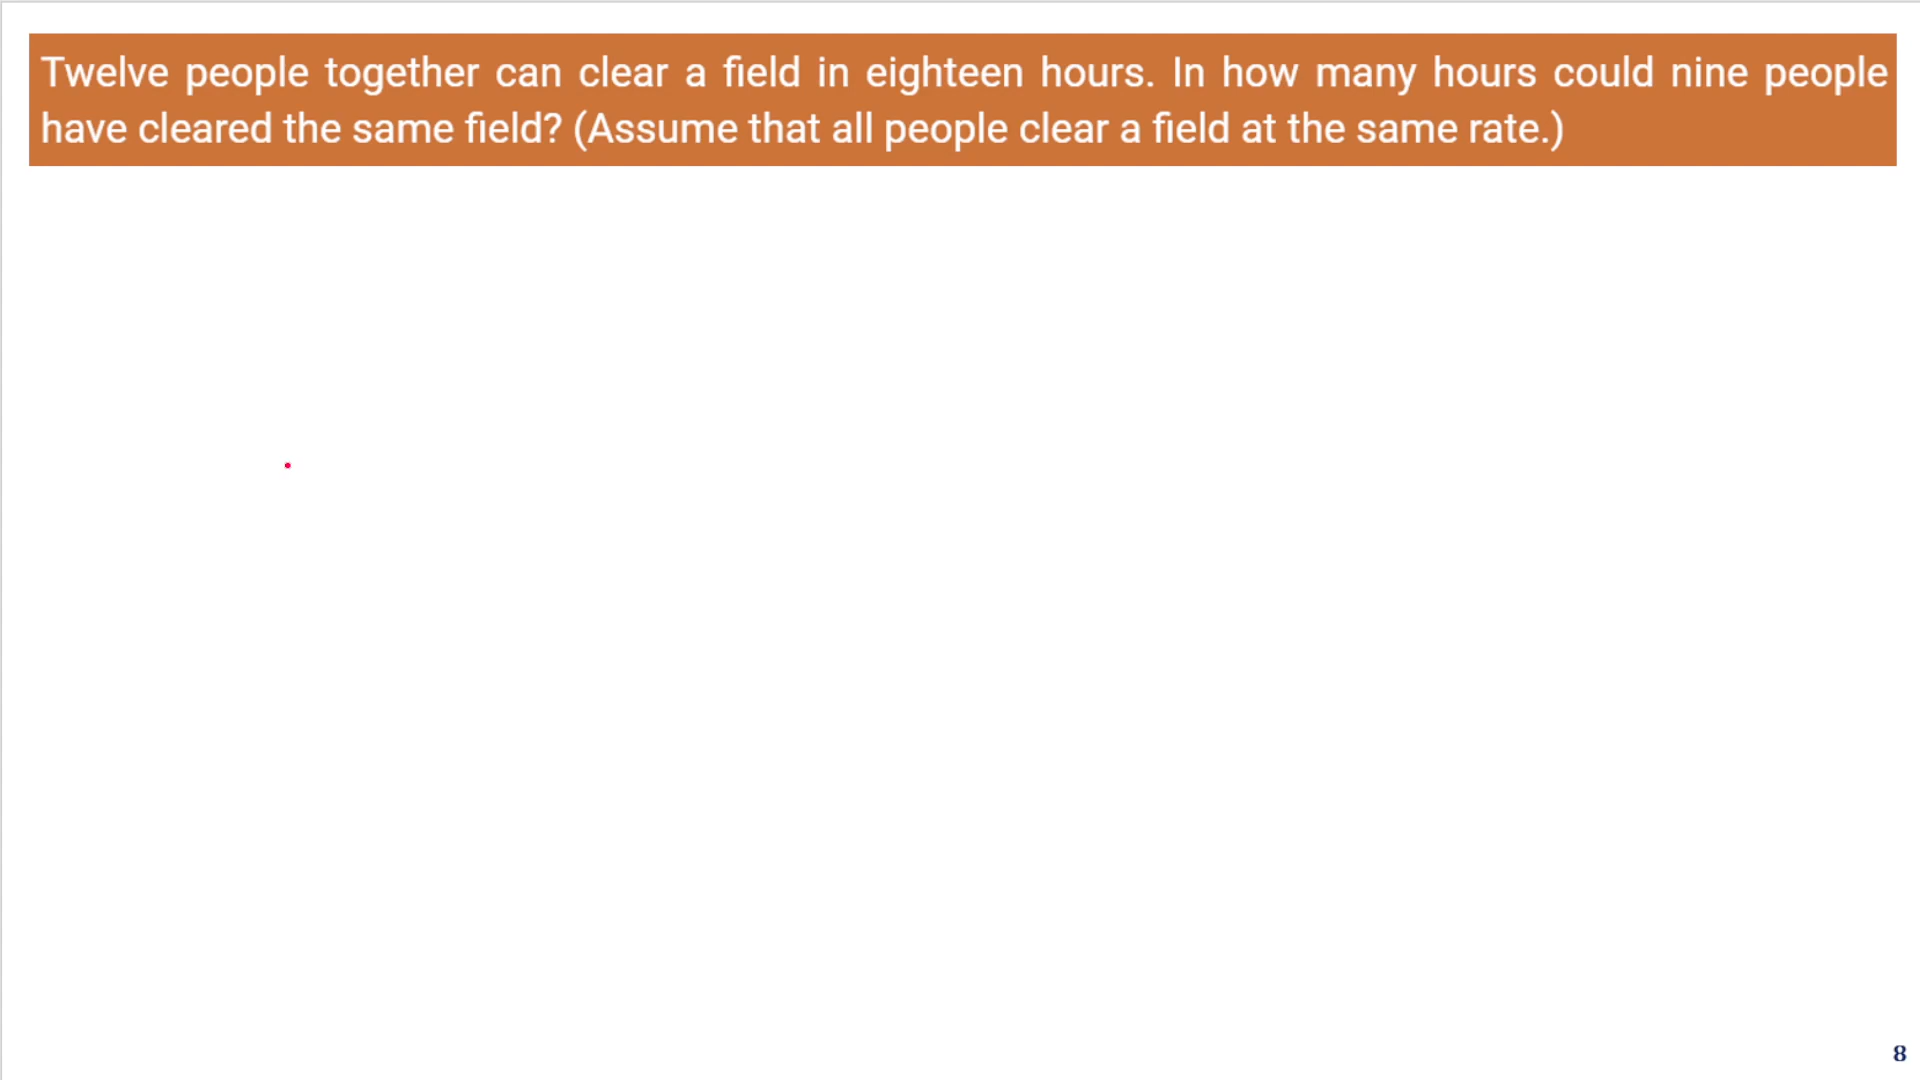 Twelve people together can clear a field in eighteen hours. In how many hours could nine people
have cleared the same field? (Assume that all people clear a field at the same rate.)
8